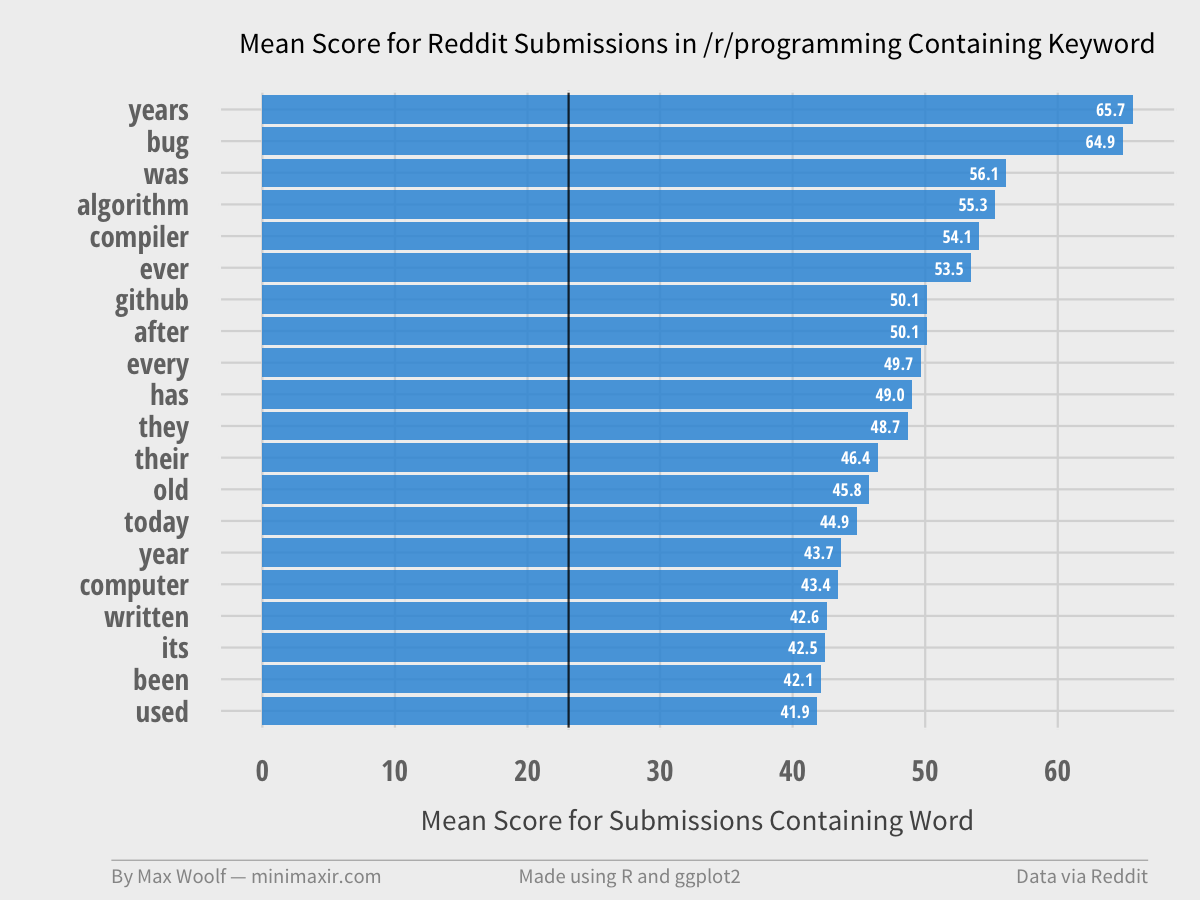 Mean Score for Reddit Submissions in /r/programming Containing Keyword
years 65.7
bug 64.9
was 56.1
algorithm 55.3
compiler 54.1
ever 53.5
github 50.1
after 50.1
every 49.7
has 49.0
they 48.7
their 46.4
old 45.8
today 44.9
year 43.7
computer 43.4
written 42.6
its 42.5
been 42.1
used 41.9
0 10 20 30 40 50 60
Mean Score for Submissions Containing Word
By Max Woolf — minimaxir.com Made using R and ggplot2 Data via Reddit